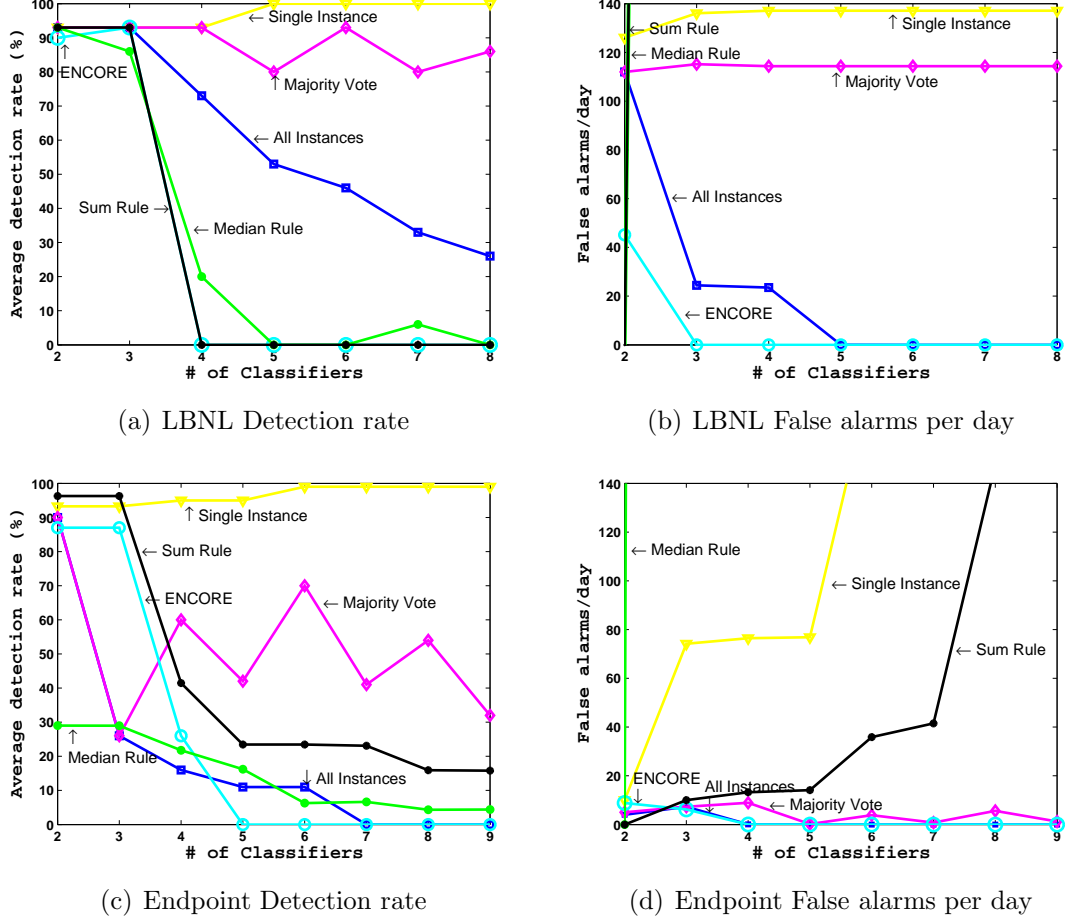 100
90
80
70
60
50
40
30
20
10
0
Average detection rate (%)
← Single Instance
↑
ENCORE
↑ Majority Vote
← All Instances
Sum Rule →
← Median Rule
2 3 4 5 6 7 8
# of Classifiers
(a) LBNL Detection rate
140
120
100
80
60
40
20
0
False alarms/day
← Sum Rule
← Median Rule
↑ Single Instance
↑ Majority Vote
← All Instances
← ENCORE
2 3 4 5 6 7 8
# of Classifiers
(b) LBNL False alarms per day
100
90
80
70
60
50
40
30
20
10
0
Average detection rate (%)
↑ Single Instance
← Sum Rule
← ENCORE
← Majority Vote
↑
Median Rule
↓ All Instances
2 3 4 5 6 7 8 9
# of Classifiers
(c) Endpoint Detection rate
140
120
100
80
60
40
20
0
False alarms/day
← Median Rule
← Single Instance
← Sum Rule
ENCORE
↓
All Instances
↓
← Majority Vote
2 3 4 5 6 7 8 9
# of Classifiers
(d) Endpoint False alarms per day